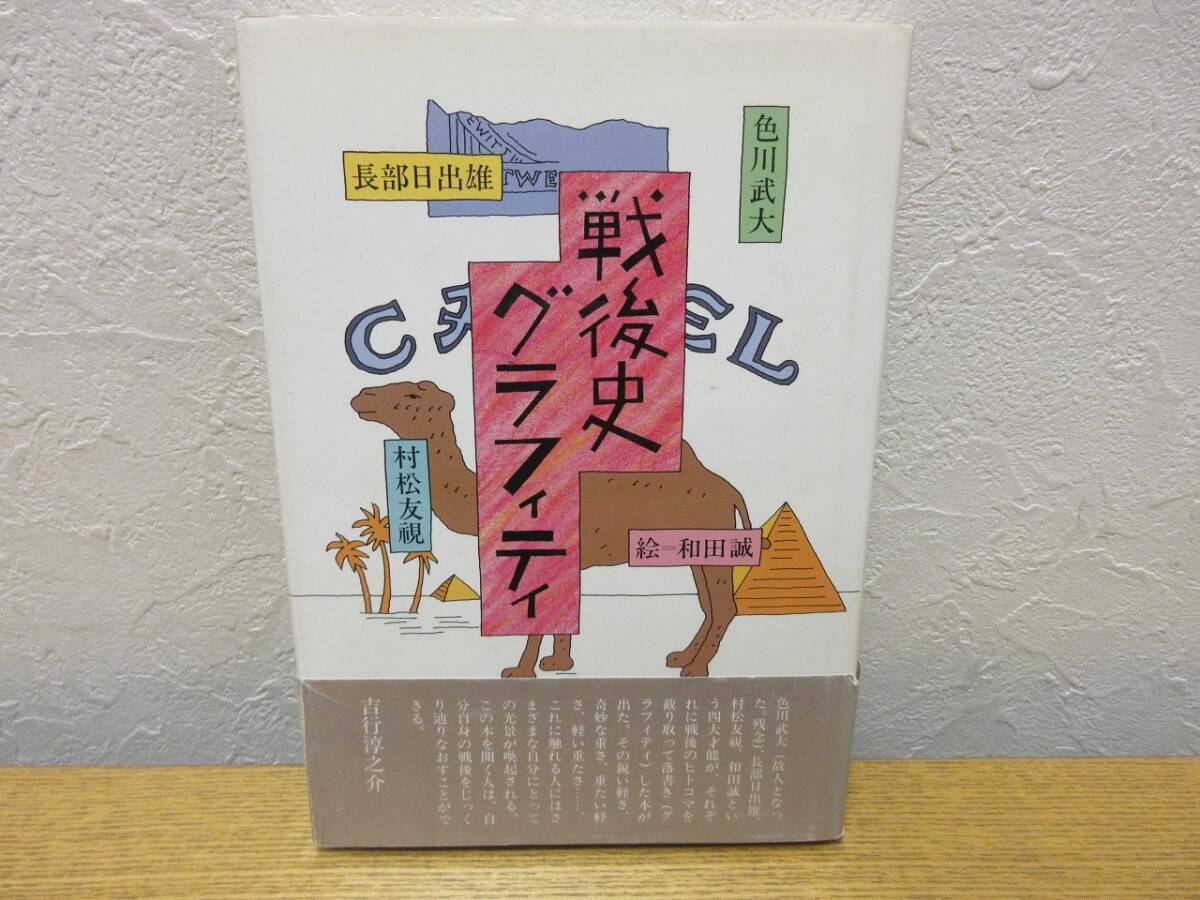 色川武大
長部日出雄
EWITT
TWE
戦後史
グラフィティ
CA
EL
村松友視
絵=和田誠
色川武大(故人となっ
た。残念)、長部日出雄、
村松友視、和田誠とい
う四大才能が、それぞ
れに戦後のヒトコマを
截り取って落書き(グ
ラフィティ)した本が
出た。その鋭い軽さ、
奇妙な重さ、重たい軽
さ、軽い重たさ……、
これに触れる人にはさ
まざまな自分にとって
の光景が喚起される。
この本を開く人は、自
分自身の戦後をじっく
り辿りなおすことがで
きる。
吉行淳之介